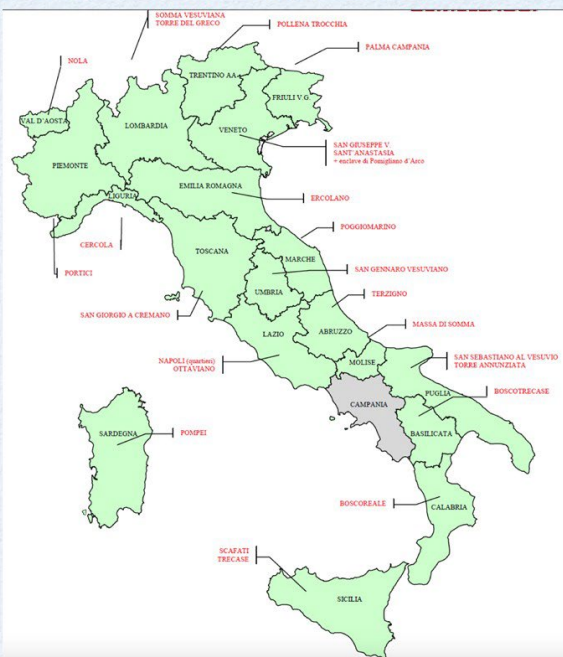 SOMMA VESUVIANA
TORRE DEL GRECO
POLLENA TROCCHIA
PALMA CAMPANIA
NOLA
TRENTINO AA
FRIULI V.G.
VAL D'AOSTA
LOMBARDIA
VENETO
SAN GIUSEPPE V.
SANT'ANASTASIA
+ enclave di Pomigliano d'Arco
PIEMONTE
EMILIA ROMAGNA
LIGURIA
ERCOLANO
POGGIOMARINO
CERCOLA
TOSCANA
MARCHE
PORTICI
SAN GENNARO VESUVIANO
UMBRIA
TERZIGNO
SAN GIORGIO A CREMANO
MASSA DI SOMMA
LAZIO
ABRUZZO
NAPOLI (quartieri)
OTTAVIANO
MOLISE
SAN SEBASTIANO AL VESUVIO
TORRE ANNUNZIATA
PUGLIA
BOSCOTRECASE
CAMPANIA
SARDEGNA
POMPEI
BASILICATA
BOSCOREALE
CALABRIA
SCAFATI
TRECASE
SICILIA